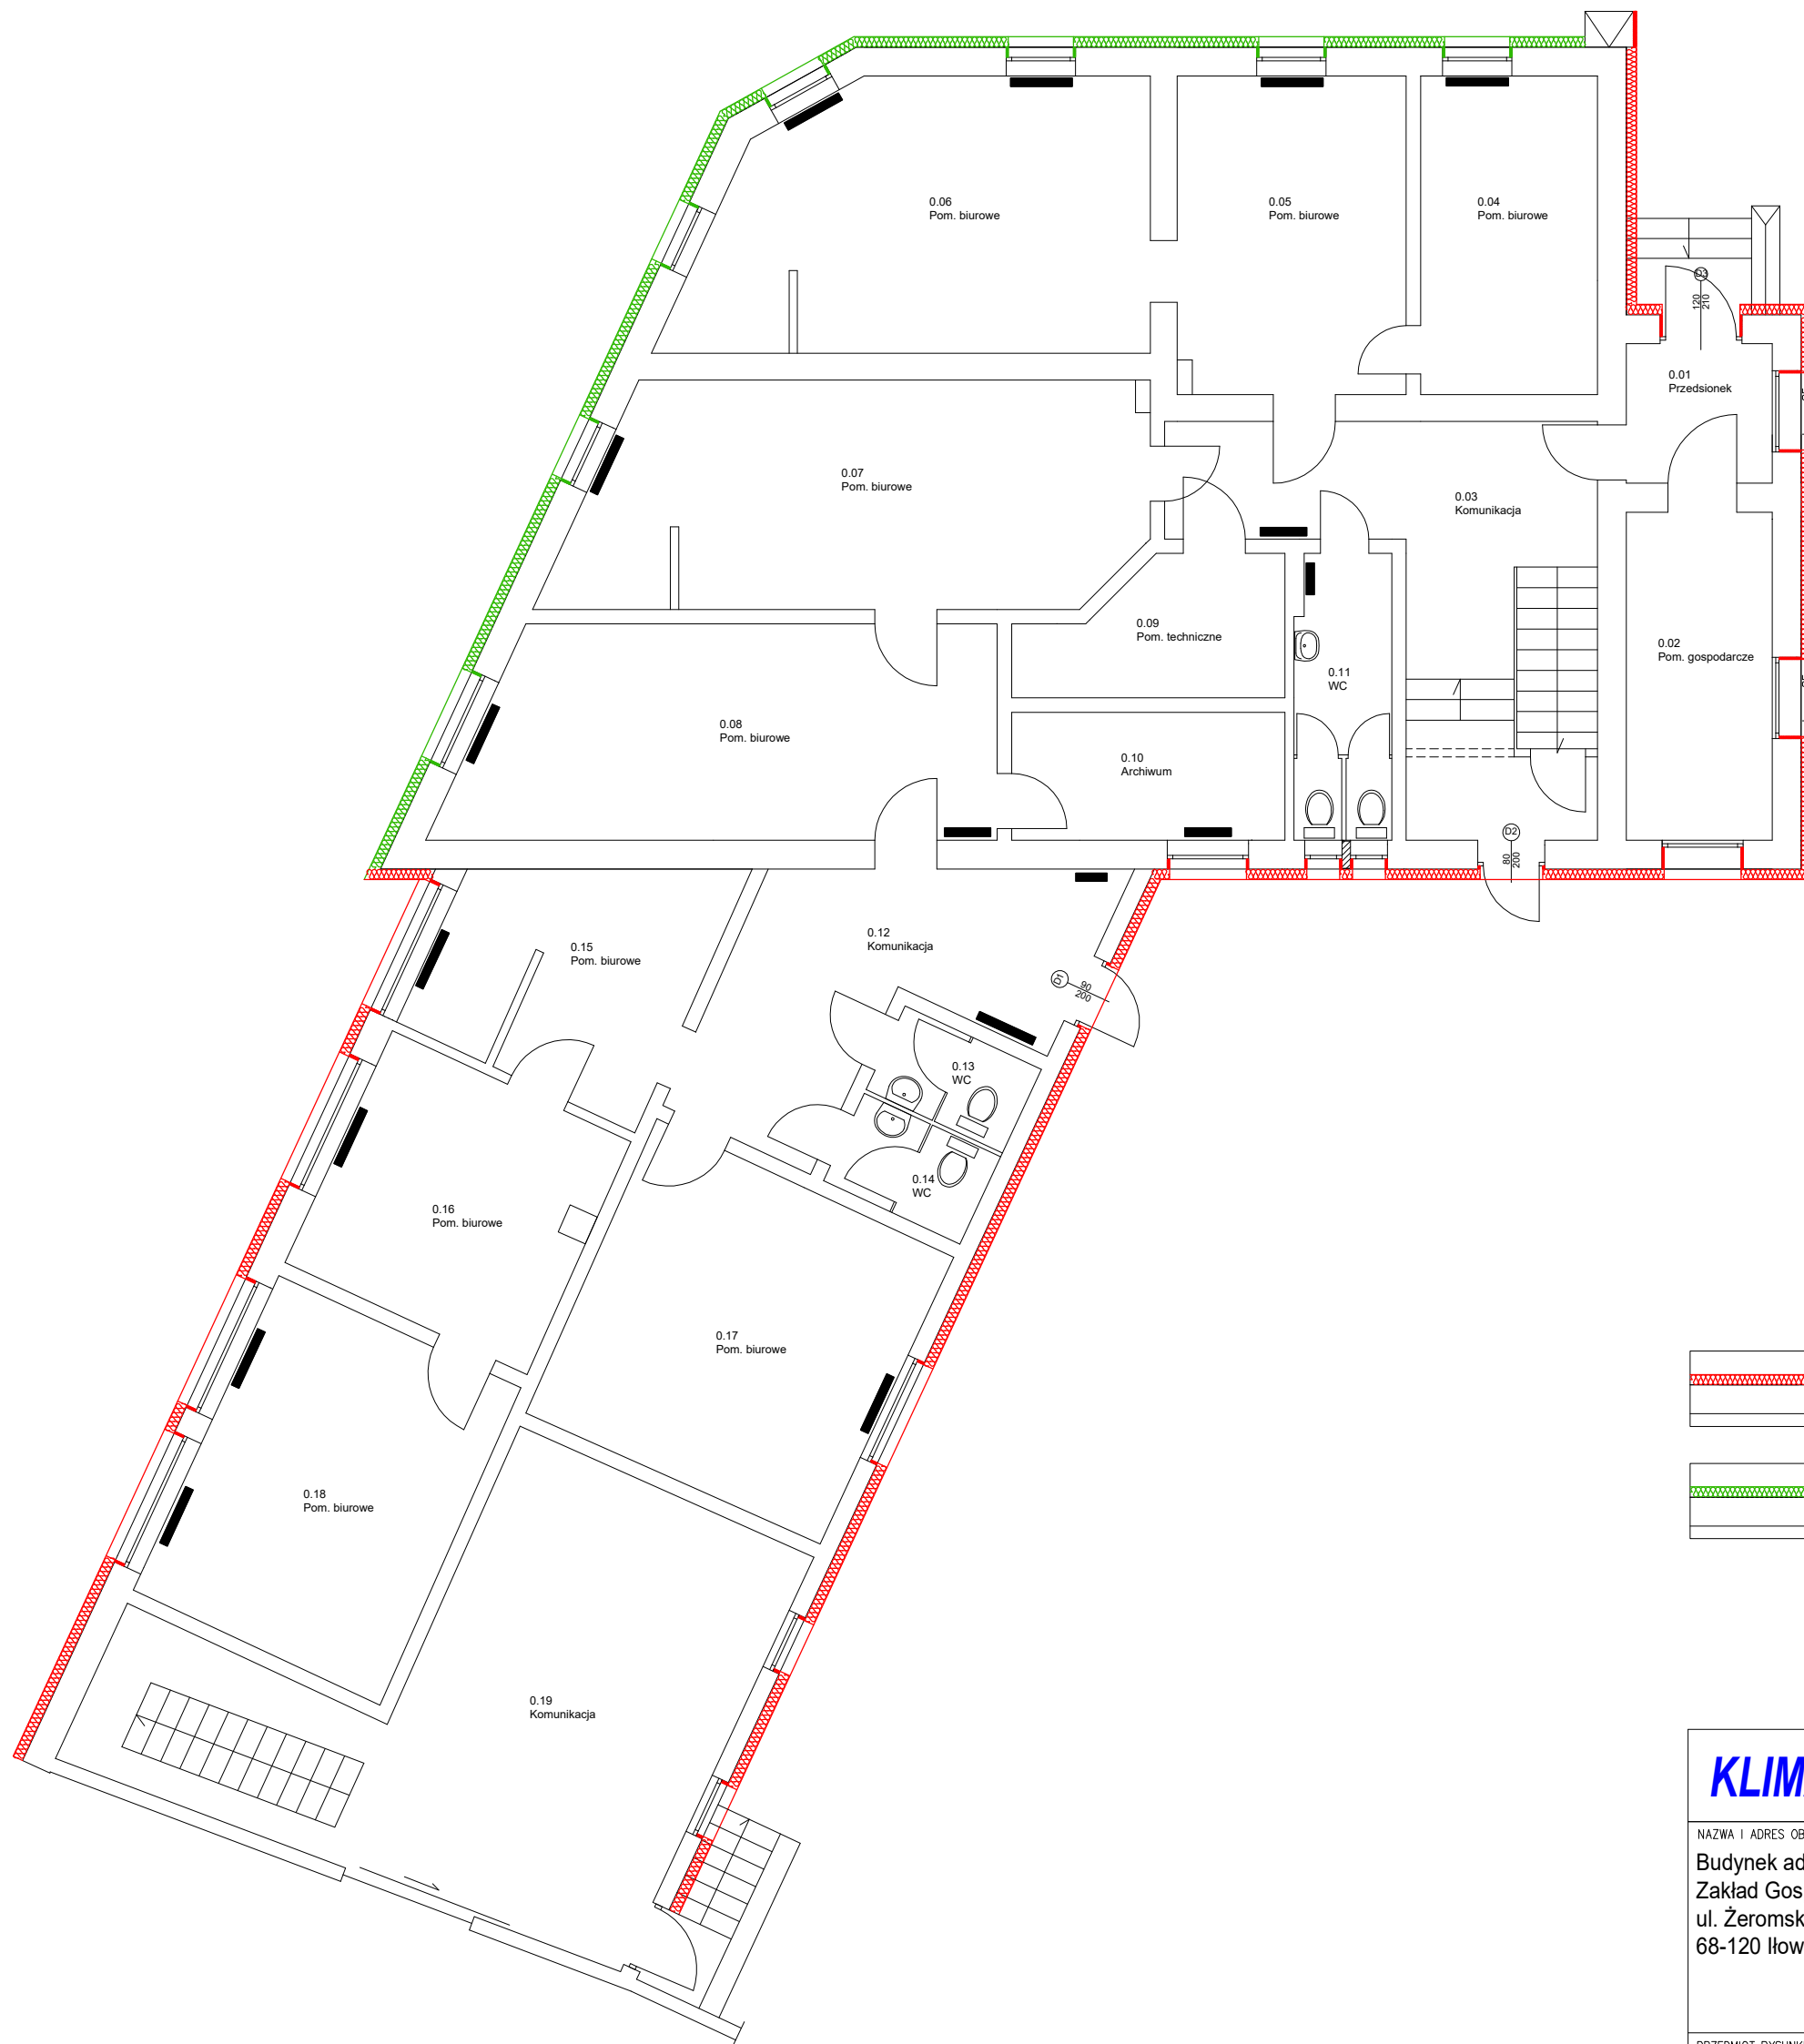 0.06
Pom. biurowe
0.05
Pom. biurowe
0.04
Pom. biurowe
D3
120
210
0.01
Przedsionek
0.07
Pom. biurowe
0.03
Komunikacja
0.09
Pom. techniczne
0.11
WC
0.02
Pom. gospodarcze
0.08
Pom. biurowe
0.10
Archiwum
D2
80
200
0.12
Komunikacja
0.15
Pom. biurowe
D1
90
200
0.13
WC
0.14
WC
0.16
Pom. biurowe
0.17
Pom. biurowe
0.18
Pom. biurowe
0.19
Komunikacja
KLIM
NAZWA I ADRES OB
Budynek ad
Zakład Gos
ul. Żeromsk
68-120 Iłow